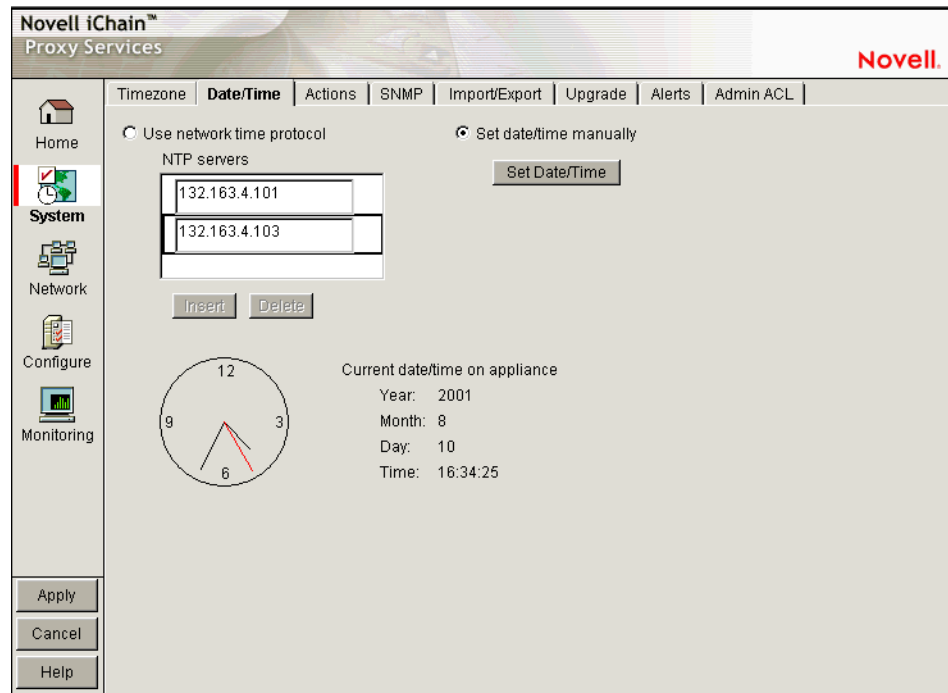 Novell iChain™
Proxy Services
Novell.
Timezone Date/Time Actions SNMP Import/Export Upgrade Alerts Admin ACL
Home
System
Network
Configure
Monitoring
Use network time protocol
Set date/time manually
NTP servers
Set Date/Time
132.163.4.101
132.163.4.103
Insert Delete
12
3
6
9
Current date/time on appliance
Year: 2001
Month: 8
Day: 10
Time: 16:34:25
Apply
Cancel
Help